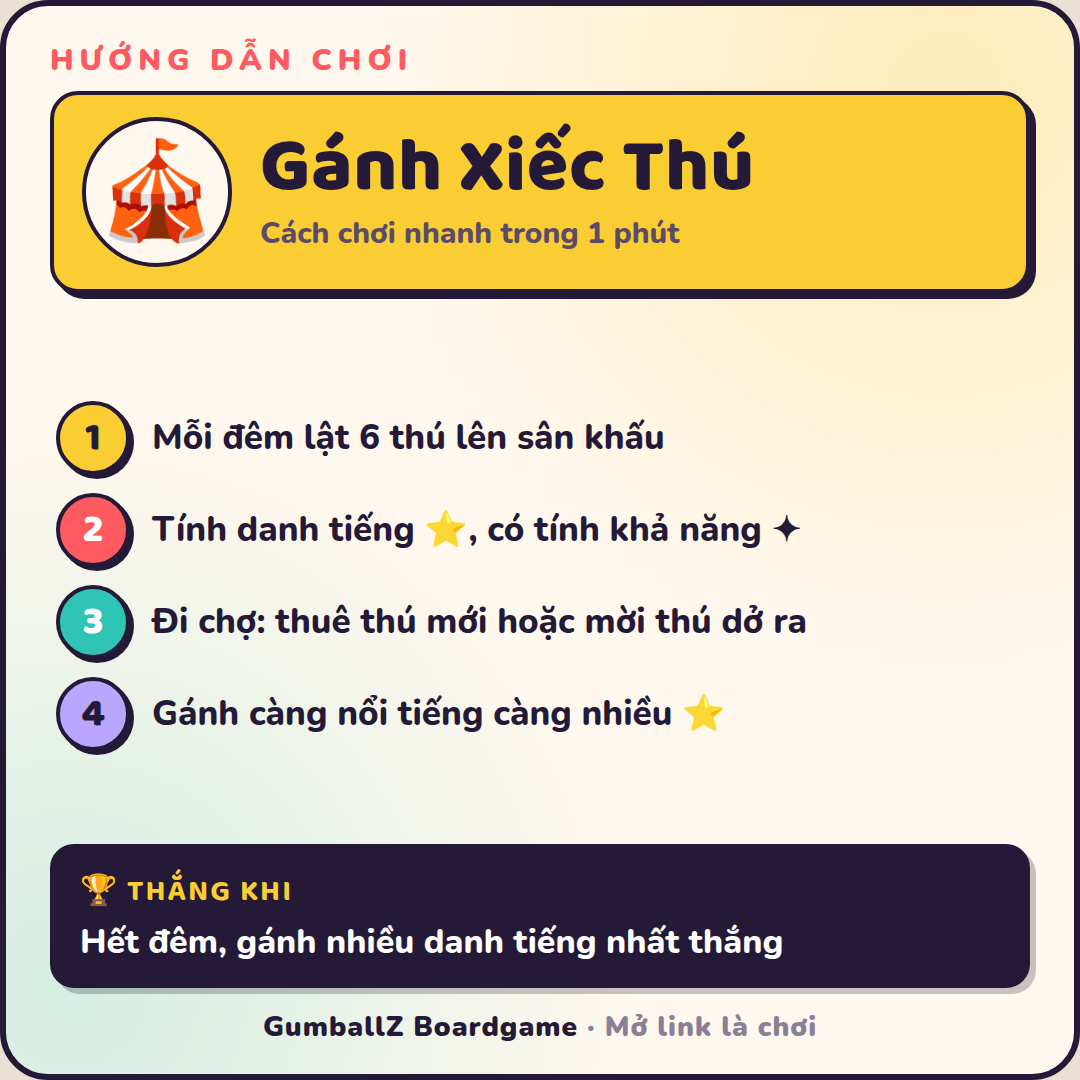 HƯỚNG DẪN CHƠI
Gánh Xiếc Thú
Cách chơi nhanh trong 1 phút
1 Mỗi đêm lật 6 thú lên sân khấu
2 Tính danh tiếng ⭐, có tính khả năng ✦
3 Đi chợ: thuê thú mới hoặc mời thú dở ra
4 Gánh càng nổi tiếng càng nhiều ⭐
🏆 THẮNG KHI
Hết đêm, gánh nhiều danh tiếng nhất thắng
GumballZ Boardgame · Mở link là chơi